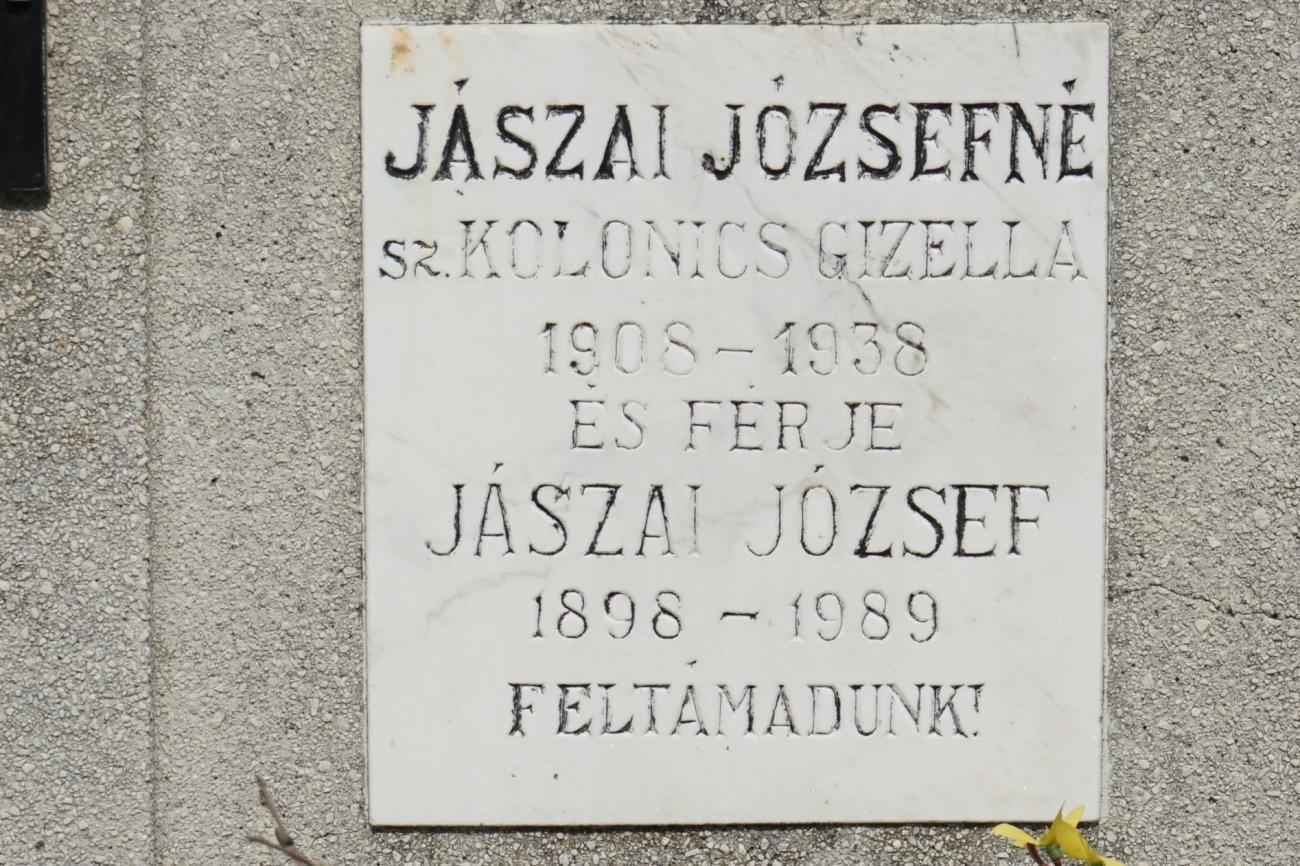 JÁSZAI JÓZSEFNÉ
SZ. KOLONICS GIZELLA
1908 - 1938
ÉS FÉRJE
JÁSZAI JÓZSEF
1898 - 1989
FELTÁMADUNK!